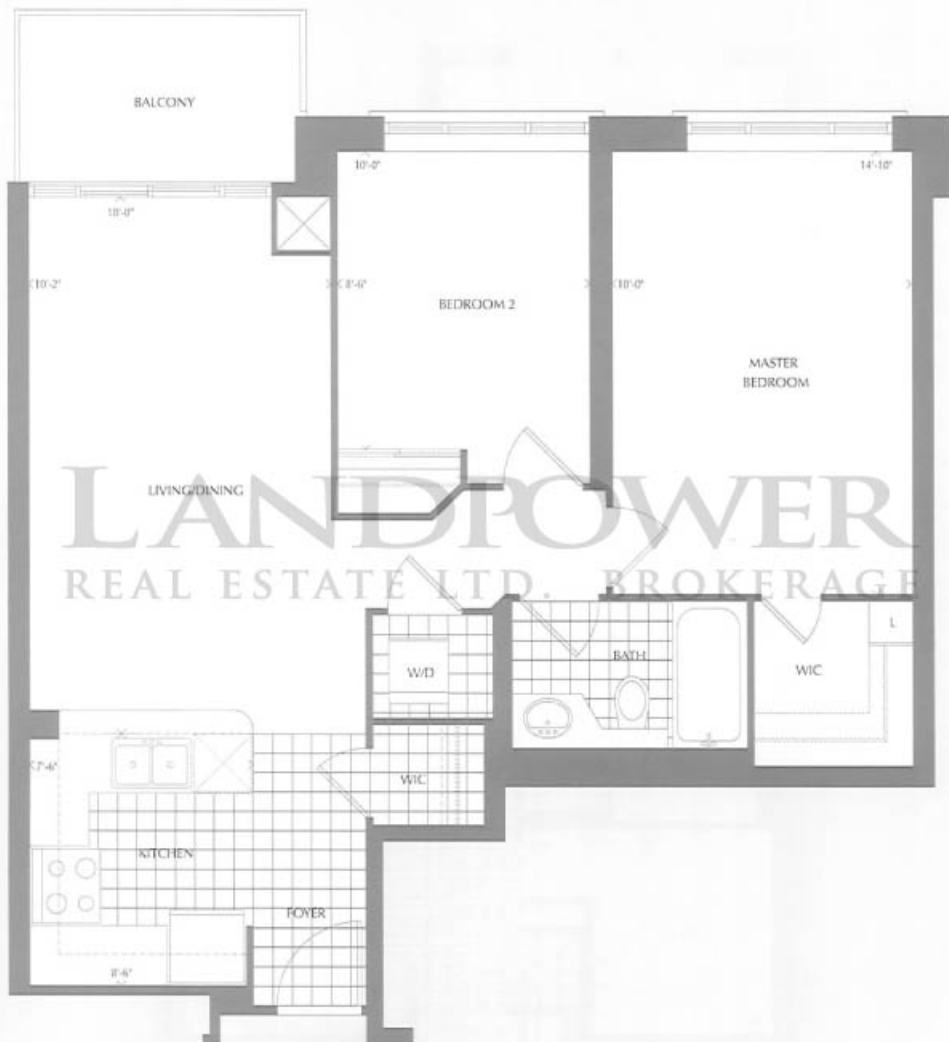 BALCONY
10'-0"
14'-10"
18'-0"
10'-2"
8'-6"
10'-0"
BEDROOM 2
MASTER
BEDROOM
LIVING/DINING
LANDPOWER
REAL ESTATE LTD. BROKERAGE
L
BATH
W/D
WIC
7'-6"
WIC
KITCHEN
FOYER
8'-6"